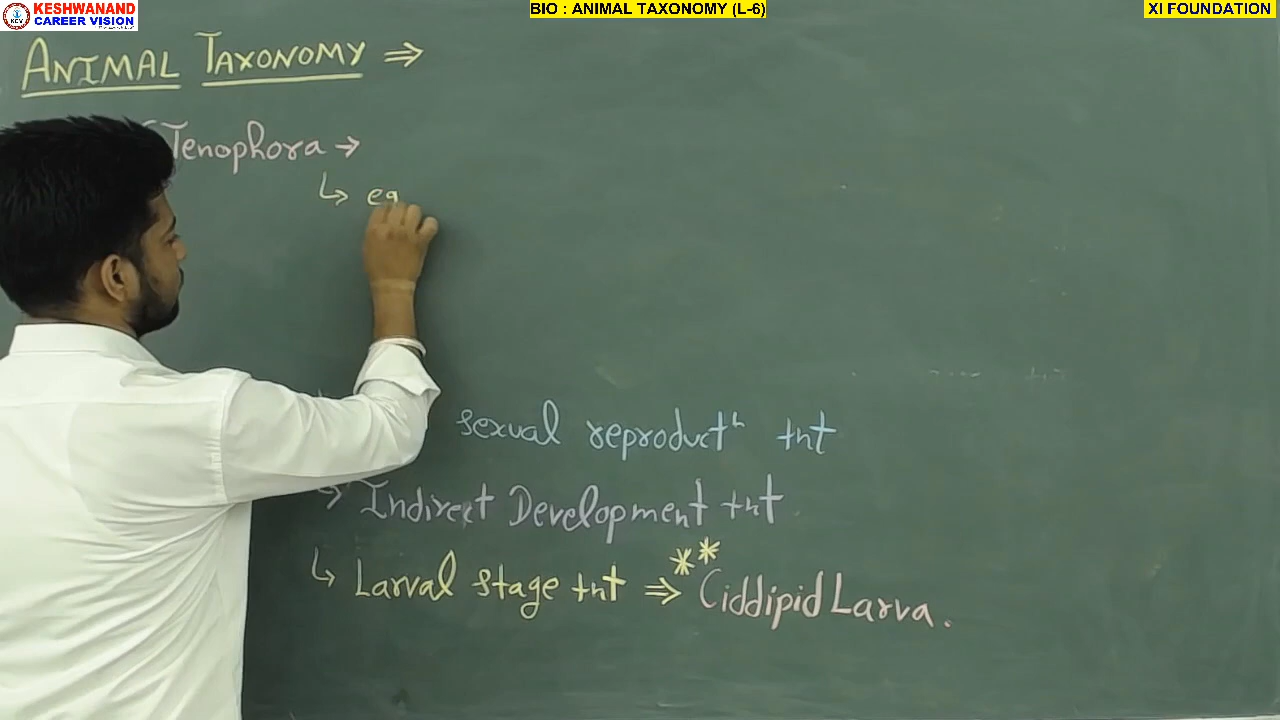 KESHWANAND
CAREER VISION
BIO : ANIMAL TAXONOMY (L-6)
XI FOUNDATION
ANIMAL TAXONOMY ⇒
Tenophora →
↳ eg
sexual reproductʰ tnt
→ Indirect Development tnt
↳ Larval stage tnt ⇒ ** Ciddipid Larva.